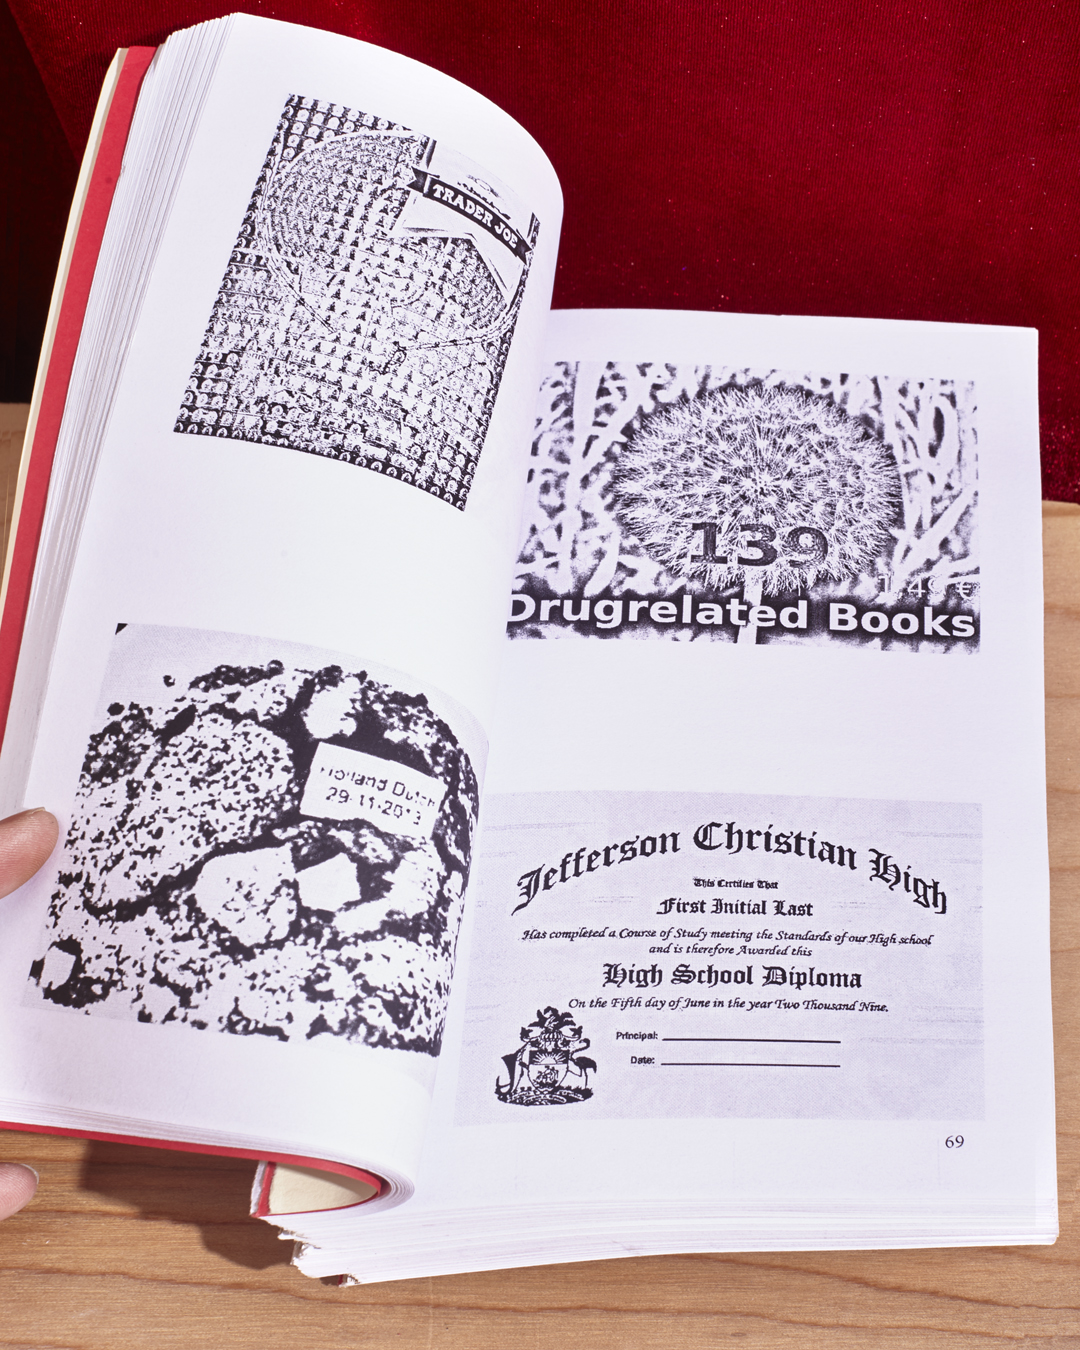 TRADER JOE
Holland Dutch
29·11·2013
139
1,49 €
Drugrelated Books
Jefferson Christian High
This Certifies That
First Initial Last
Has completed a Course of Study meeting the Standards of our High school
and is therefore Awarded this
High School Diploma
On the Fifth day of June in the year Two Thousand Nine.
Principal:
Date:
69